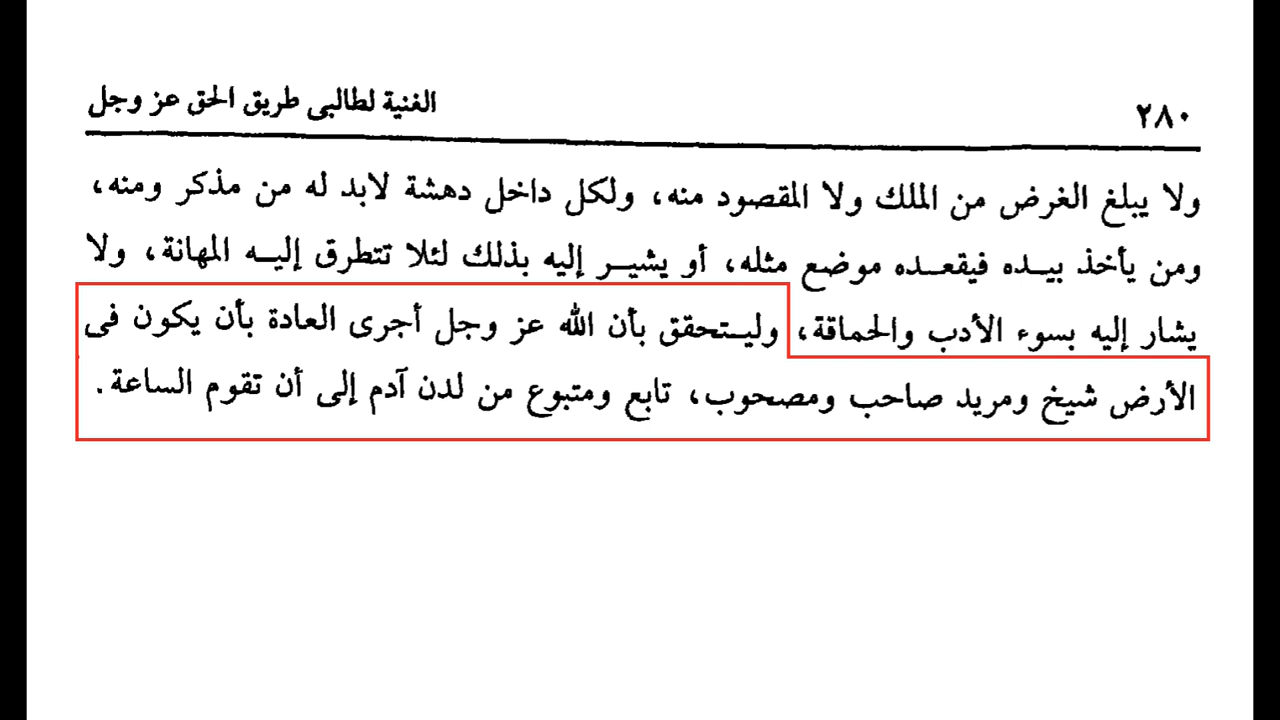 ٢٨٠ الغنية لطالبى طريق الحق عز وجل
ولا يبلغ الغرض من الملك ولا المقصود منه، ولكل داخل دهشة لابد له من مذكر ومنه،
ومن يأخذ بيـده فيقعـده موضع مثله، أو يشيـر إليه بذلك لئلا تتطرق إليـه المهانة، ولا
يشار إليه بسوء الأدب والحماقة، وليـتحقق بأن الله عز وجل أجرى العادة بأن يكون فى
الأرض شيخ ومريد صاحب ومصحوب، تابع ومتبوع من لدن آدم إلى أن تقوم الساعة.